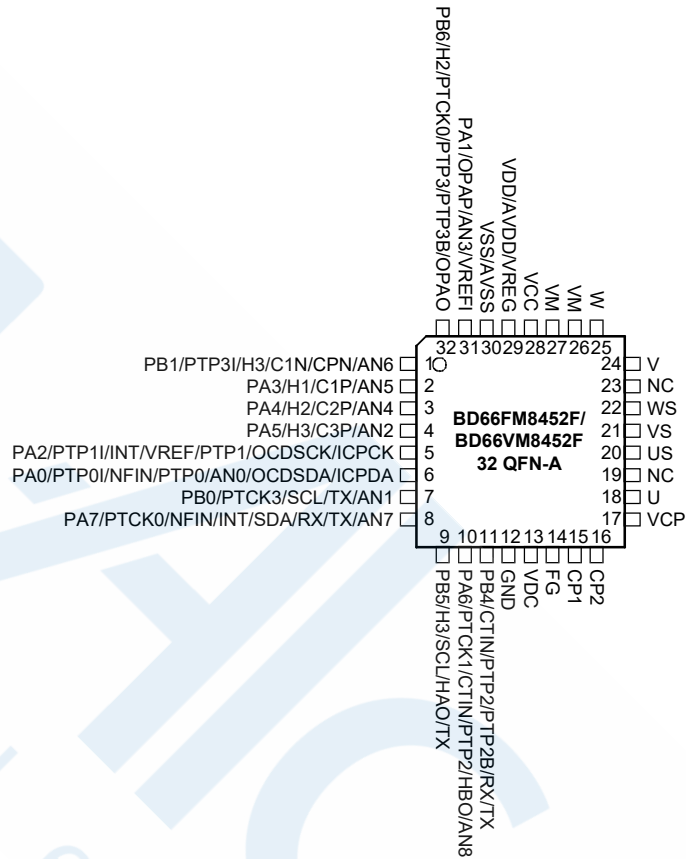 PB6/H2/PTCK0/PTP3/PTP3B/OPAO
PA1/OPAP/AN3/VREFI
VSS/AVSS
VDD/AVDD/VREG
VCC
VM
VM
W
32 31 30 29 28 27 26 25
PB1/PTP3I/H3/C1N/CPN/AN6 1
PA3/H1/C1P/AN5 2
PA4/H2/C2P/AN4 3
PA5/H3/C3P/AN2 4
PA2/PTP1I/INT/VREF/PTP1/OCDSCK/ICPCK 5
PA0/PTP0I/NFIN/PTP0/AN0/OCDSDA/ICPDA 6
PB0/PTCK3/SCL/TX/AN1 7
PA7/PTCK0/NFIN/INT/SDA/RX/TX/AN7 8
BD66FM8452F/
BD66VM8452F
32 QFN-A
24 V
23 NC
22 WS
21 VS
20 US
19 NC
18 U
17 VCP
9 10 11 12 13 14 15 16
PB5/H3/SCL/HAO/TX
PA6/PTCK1/CTIN/PTP2/HBO/AN8
PB4/CTIN/PTP2/PTP2B/RX/TX
GND
VDC
FG
CP1
CP2